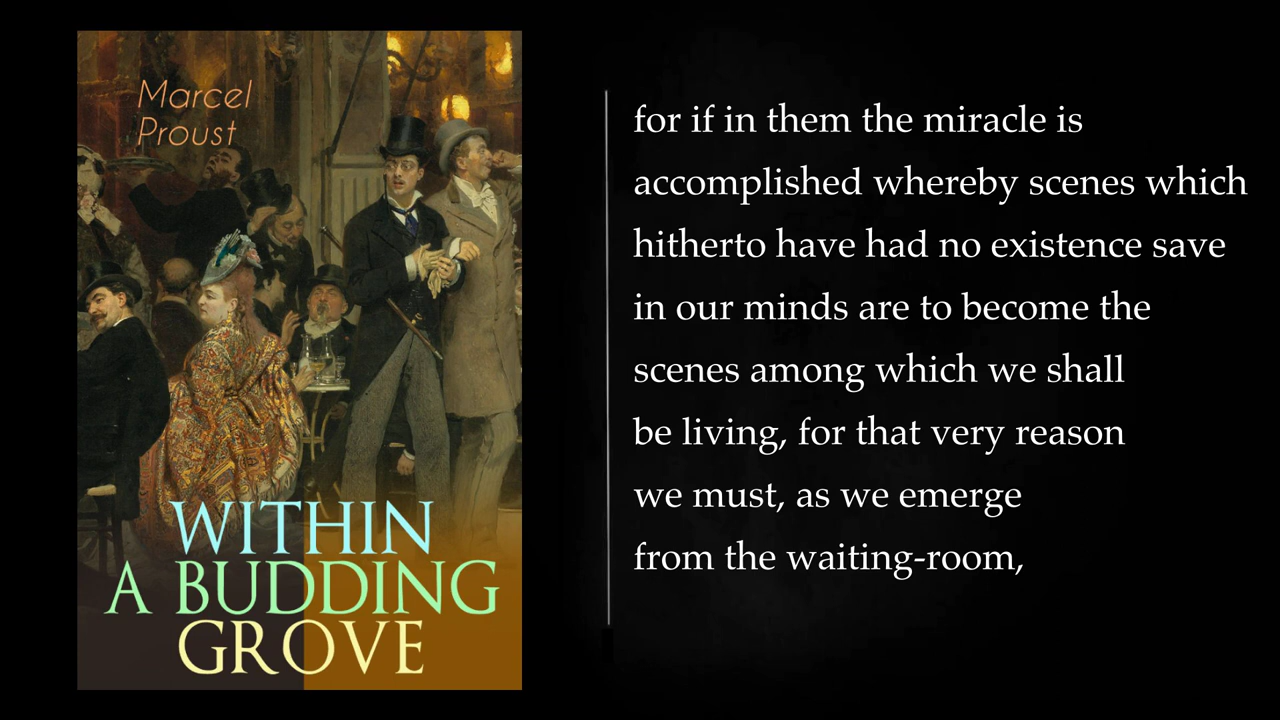 Marcel
Proust
WITHIN
A BUDDING
GROVE
for if in them the miracle is
accomplished whereby scenes which
hitherto have had no existence save
in our minds are to become the
scenes among which we shall
be living, for that very reason
we must, as we emerge
from the waiting-room,